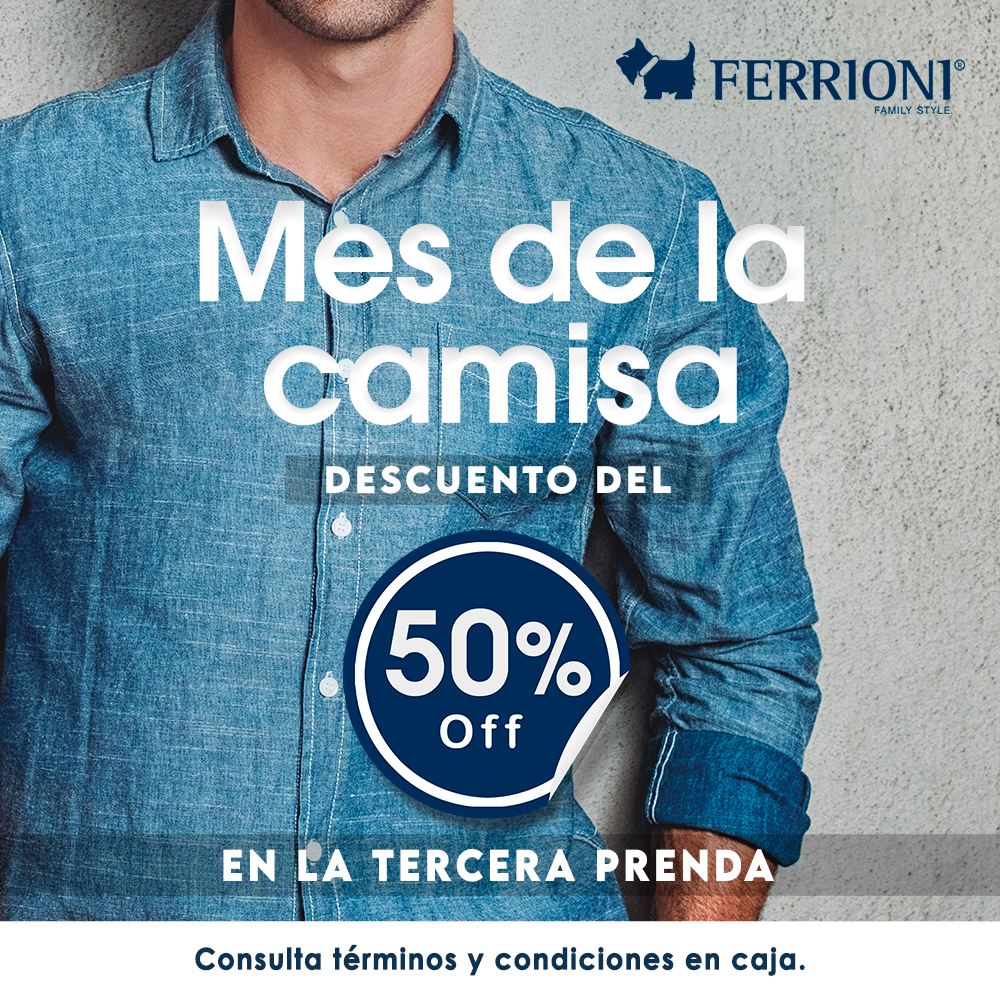 FERRIONI®
FAMILY STYLE
Mes de la
camisa
DESCUENTO DEL
50%
Off
EN LA TERCERA PRENDA
Consulta términos y condiciones en caja.